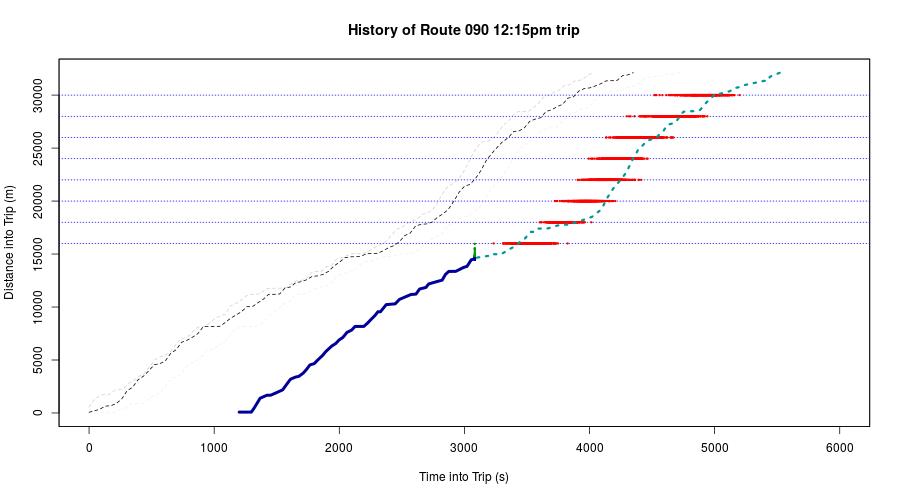 History of Route 090 12:15pm trip
Distance into Trip (m)
30000
25000
20000
15000
10000
5000
0
0 1000 2000 3000 4000 5000 6000
Time into Trip (s)